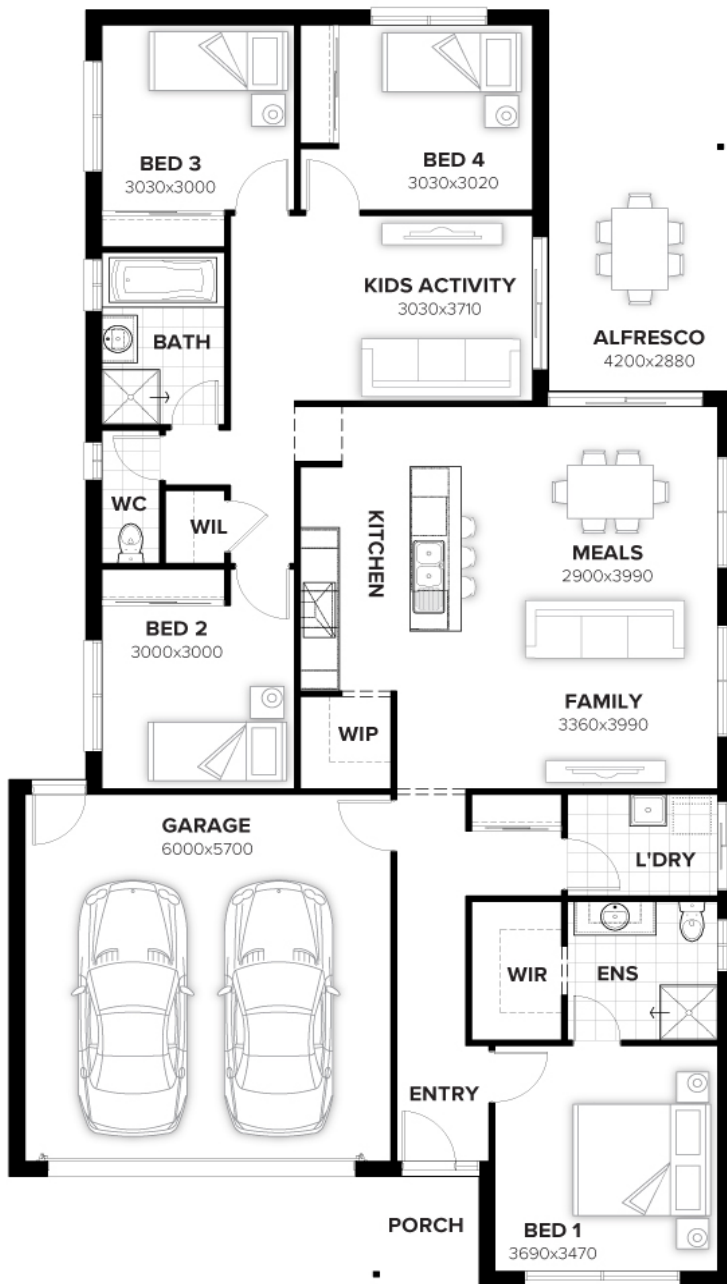 BED 3
3030x3000
BED 4
3030x3020
KIDS ACTIVITY
3030x3710
ALFRESCO
4200x2880
BATH
WC
WIL
KITCHEN
MEALS
2900x3990
BED 2
3000x3000
FAMILY
3360x3990
WIP
GARAGE
6000x5700
L'DRY
WIR
ENS
ENTRY
PORCH
BED 1
3690x3470